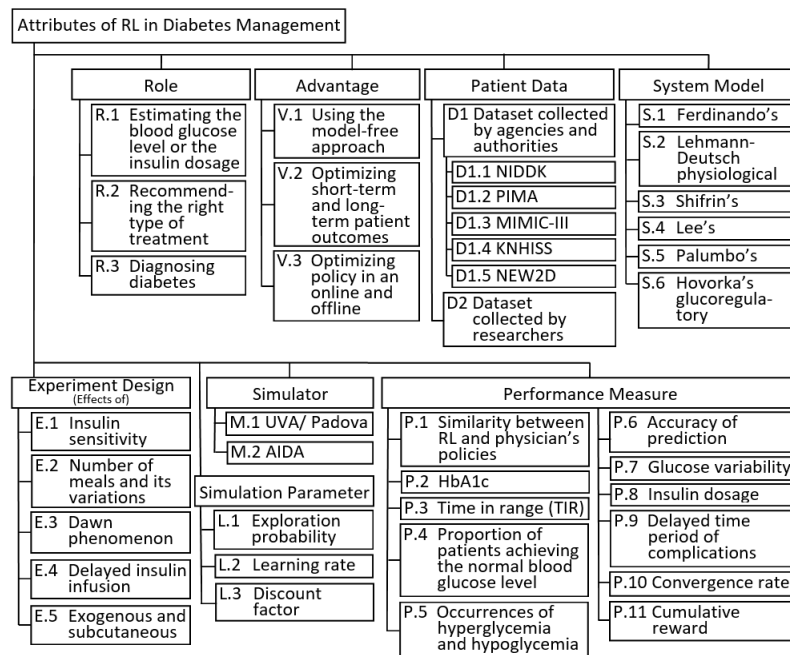 Attributes of RL in Diabetes Management
Role
R.1 Estimating the
blood glucose
level or the
insulin dosage
R.2 Recommend-
ing the right
type of
treatment
R.3 Diagnosing
diabetes
Advantage
V.1 Using the
model-free
approach
V.2 Optimizing
short-term
and long-
term patient
outcomes
V.3 Optimizing
policy in an
online and
offline
Patient Data
D1 Dataset collected
by agencies and
authorities
D1.1 NIDDK
D1.2 PIMA
D1.3 MIMIC-III
D1.4 KNHISS
D1.5 NEW2D
D2 Dataset
collected by
researchers
System Model
S.1 Ferdinando's
S.2 Lehmann-
Deutsch
physiological
S.3 Shifrin's
S.4 Lee's
S.5 Palumbo's
S.6 Hovorka's
glucoregula-
tory
Experiment Design
(Effects of)
E.1 Insulin
sensitivity
E.2 Number of
meals and its
variations
E.3 Dawn
phenomenon
E.4 Delayed insulin
infusion
E.5 Exogenous and
subcutaneous
Simulator
M.1 UVA/ Padova
M.2 AIDA
Simulation Parameter
L.1 Exploration
probability
L.2 Learning rate
L.3 Discount
factor
Performance Measure
P.1 Similarity between
RL and physician's
policies
P.2 HbA1c
P.3 Time in range (TIR)
P.4 Proportion of
patients achieving
the normal blood
glucose level
P.5 Occurrences of
hyperglycemia
and hypoglycemia
P.6 Accuracy of
prediction
P.7 Glucose variability
P.8 Insulin dosage
P.9 Delayed time
period of
complications
P.10 Convergence rate
P.11 Cumulative
reward